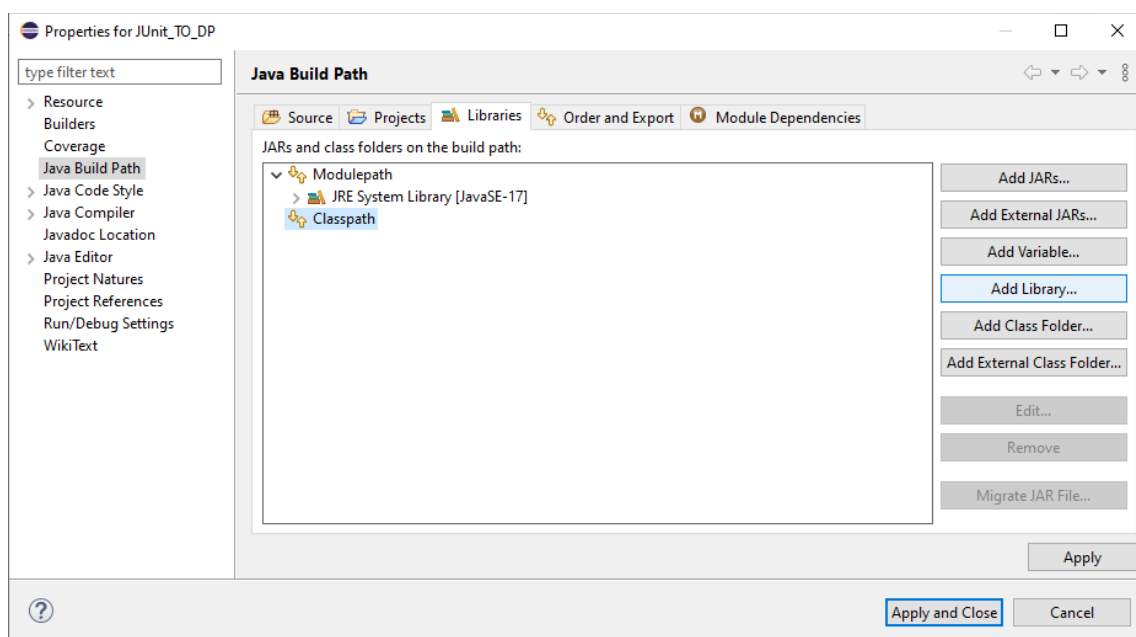 Properties for JUnit_TO_DP
type filter text
Resource
Builders
Coverage
Java Build Path
Java Code Style
Java Compiler
Javadoc Location
Java Editor
Project Natures
Project References
Run/Debug Settings
WikiText
Java Build Path
Source Projects Libraries Order and Export Module Dependencies
JARs and class folders on the build path:
Modulepath
JRE System Library [JavaSE-17]
Classpath
Add JARs...
Add External JARs...
Add Variable...
Add Library...
Add Class Folder...
Add External Class Folder...
Edit...
Remove
Migrate JAR File...
Apply
?
Apply and Close Cancel